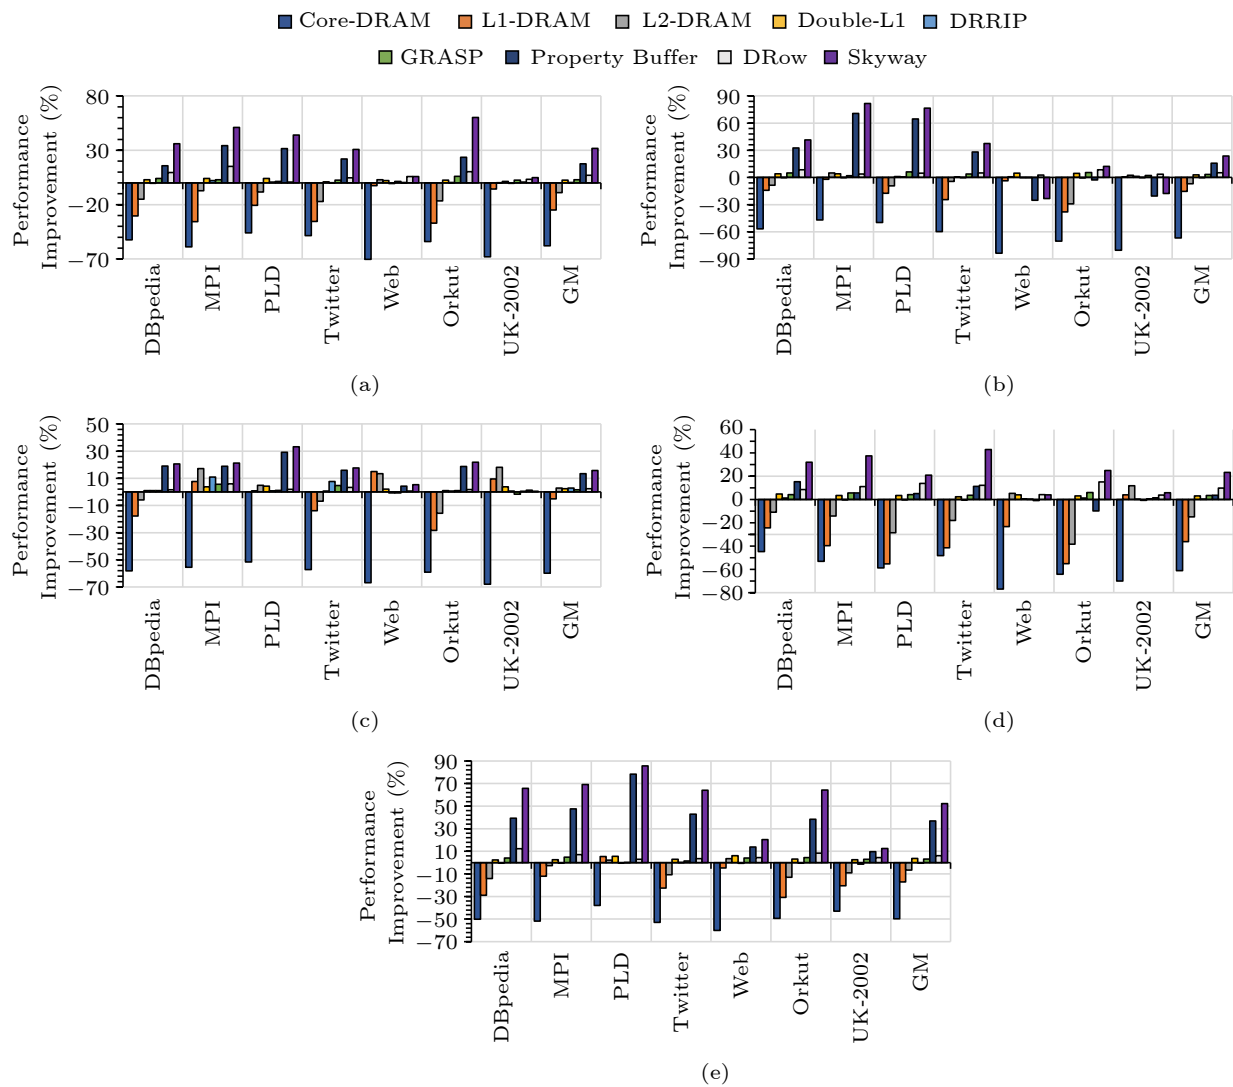 Core-DRAM L1-DRAM L2-DRAM Double-L1 DRRIP
GRASP Property Buffer DRow Skyway
Performance
Improvement (%)
80
30
−20
−70
DBpedia
MPI
PLD
Twitter
Web
Orkut
UK-2002
GM
(a)
Performance
Improvement (%)
90
60
30
0
−30
−60
−90
DBpedia
MPI
PLD
Twitter
Web
Orkut
UK-2002
GM
(b)
Performance
Improvement (%)
50
30
10
−10
−30
−50
−70
DBpedia
MPI
PLD
Twitter
Web
Orkut
UK-2002
GM
(c)
Performance
Improvement (%)
60
40
20
0
−20
−40
−60
−80
DBpedia
MPI
PLD
Twitter
Web
Orkut
UK-2002
GM
(d)
Performance
Improvement (%)
90
70
50
30
10
−10
−30
−50
−70
DBpedia
MPI
PLD
Twitter
Web
Orkut
UK-2002
GM
(e)